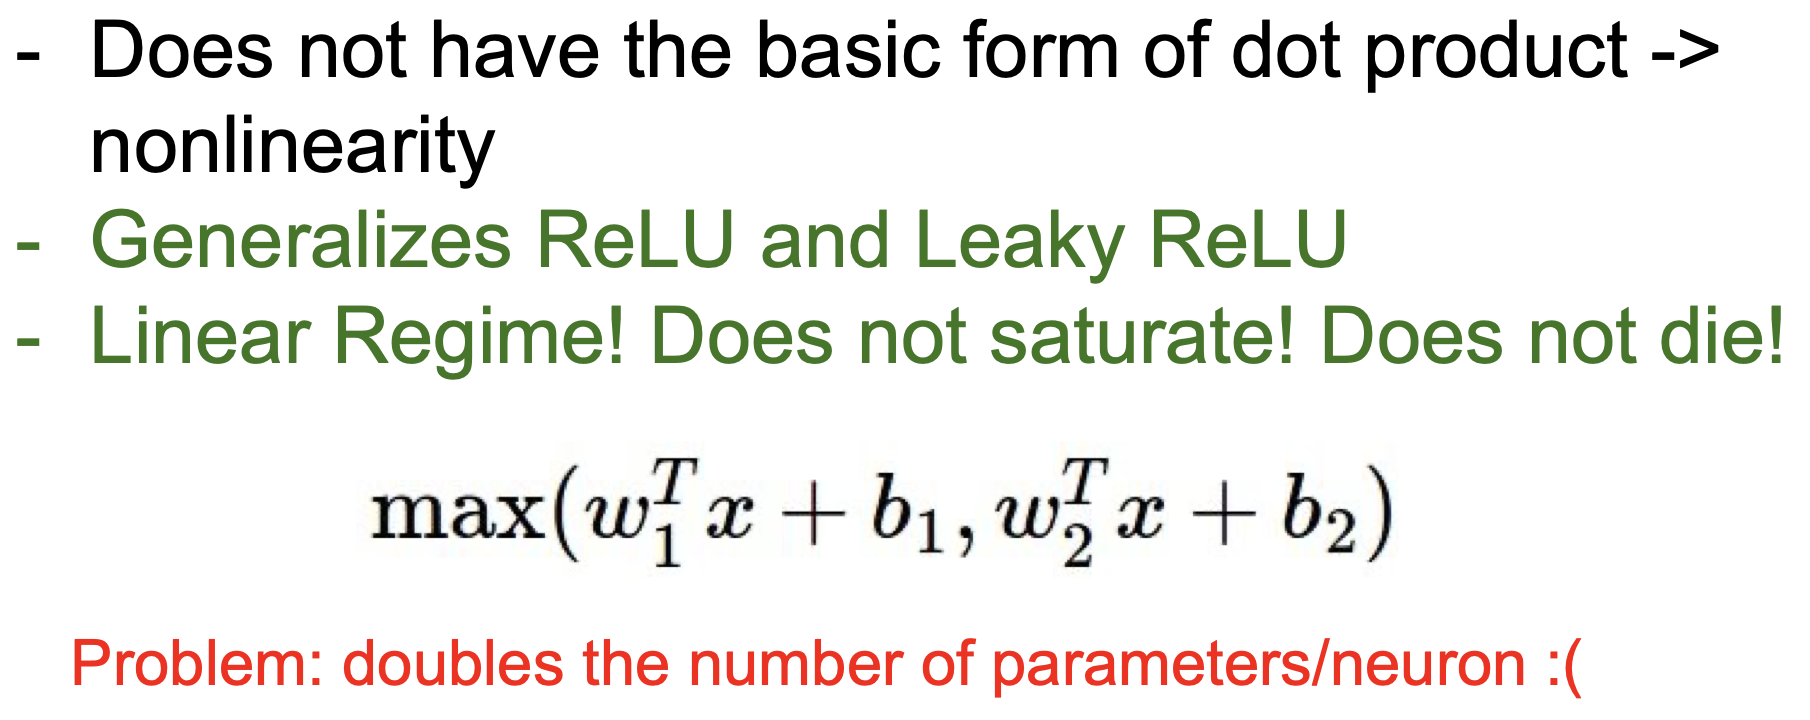 - Does not have the basic form of dot product ->
nonlinearity
- Generalizes ReLU and Leaky ReLU
- Linear Regime! Does not saturate! Does not die!
max(w_1^T x + b_1, w_2^T x + b_2)
Problem: doubles the number of parameters/neuron :(